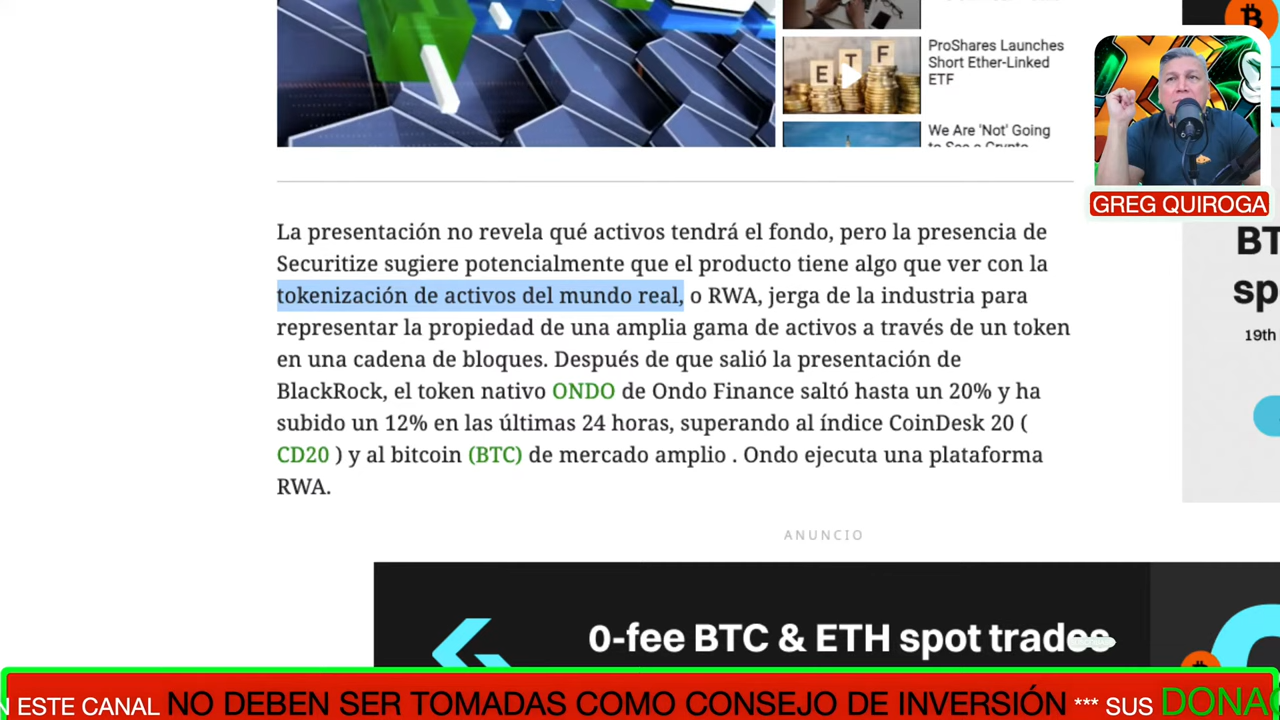 ProShares Launches
Short Ether-Linked
ETF
E T F
We Are 'Not' Going
GREG QUIROGA
La presentación no revela qué activos tendrá el fondo, pero la presencia de
Securitize sugiere potencialmente que el producto tiene algo que ver con la
tokenización de activos del mundo real, o RWA, jerga de la industria para
representar la propiedad de una amplia gama de activos a través de un token
en una cadena de bloques. Después de que salió la presentación de
BlackRock, el token nativo ONDO de Ondo Finance saltó hasta un 20% y ha
subido un 12% en las últimas 24 horas, superando al índice CoinDesk 20 (
CD20 ) y al bitcoin (BTC) de mercado amplio . Ondo ejecuta una plataforma
RWA.
BT
sp
19th
ANUNCIO
0-fee BTC & ETH spot trades
N ESTE CANAL NO DEBEN SER TOMADAS COMO CONSEJO DE INVERSIÓN *** SUS DONA